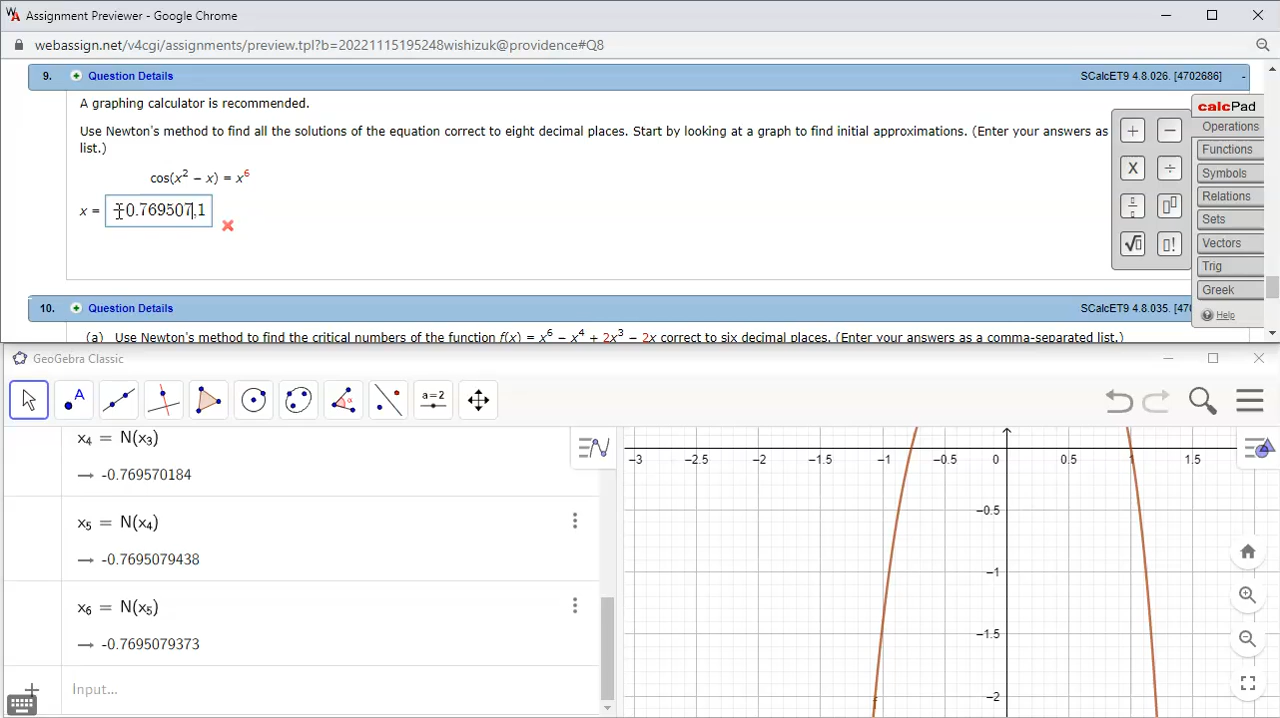 Assignment Previewer - Google Chrome
webassign.net/v4cgi/assignments/preview.tpl?b=20221115195248wishizuk@providence#Q8
9. Question Details SCalcET9 4.8.026. [4702686] -
A graphing calculator is recommended.
Use Newton's method to find all the solutions of the equation correct to eight decimal places. Start by looking at a graph to find initial approximations. (Enter your answers as
list.)
cos(x² − x) = x⁶
x = -0.769507,1
10. Question Details SCalcET9 4.8.035. [470
(a) Use Newton's method to find the critical numbers of the function f(x) = x⁶ − x⁴ + 2x³ − 2x correct to six decimal places. (Enter your answers as a comma-separated list.)
calcPad
Operations
Functions
Symbols
Relations
Sets
Vectors
Trig
Greek
Help
+ −
X ÷
√ !
GeoGebra Classic
A
a=2
x₄ = N(x₃)
→ -0.769570184
x₅ = N(x₄)
→ -0.7695079438
x₆ = N(x₅)
→ -0.7695079373
Input...
−3 −2.5 −2 −1.5 −1 −0.5 0 0.5 1 1.5
−0.5
−1
−1.5
−2
f